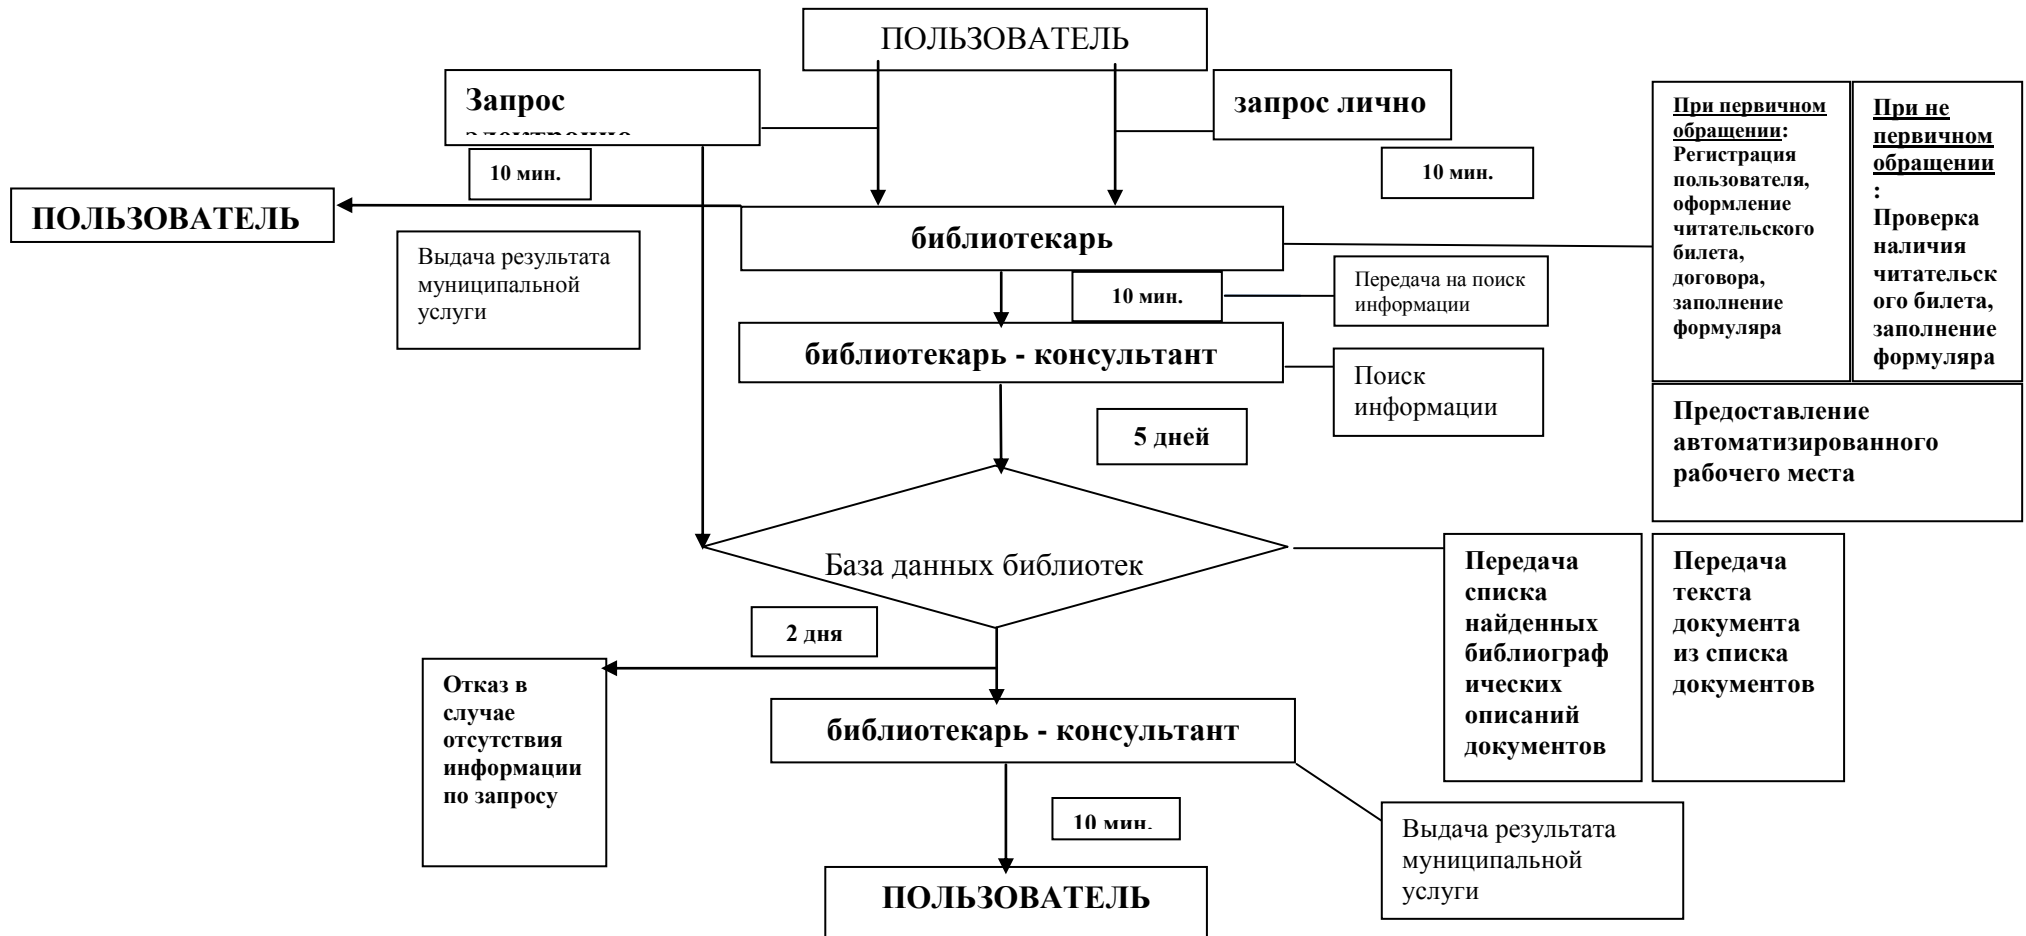 ПОЛЬЗОВАТЕЛЬ
Запрос
запрос лично
10 мин.
10 мин.
При первичном
обращении:
Регистрация
пользователя,
оформление
читательского
билета,
договора,
заполнение
формуляра
При не
первичном
обращении
:
Проверка
наличия
читательск
ого билета,
заполнение
формуляра
ПОЛЬЗОВАТЕЛЬ
библиотекарь
Выдача результата
муниципальной
услуги
10 мин.
Передача на поиск
информации
библиотекарь - консультант
Поиск
информации
Предоставление
автоматизированного
рабочего места
5 дней
База данных библиотек
Передача
списка
найденных
библиограф
ических
описаний
документов
Передача
текста
документа
из списка
документов
2 дня
Отказ в
случае
отсутствия
информации
по запросу
библиотекарь - консультант
10 мин.
Выдача результата
муниципальной
услуги
ПОЛЬЗОВАТЕЛЬ